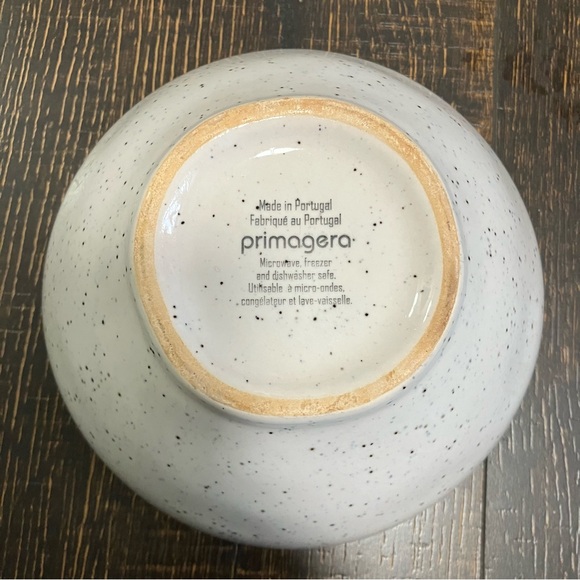 Made in Portugal
Fabriqué au Portugal
primagera
Microwave, freezer
and dishwasher safe.
Utilisable à micro-ondes,
congélateur et lave-vaisselle.